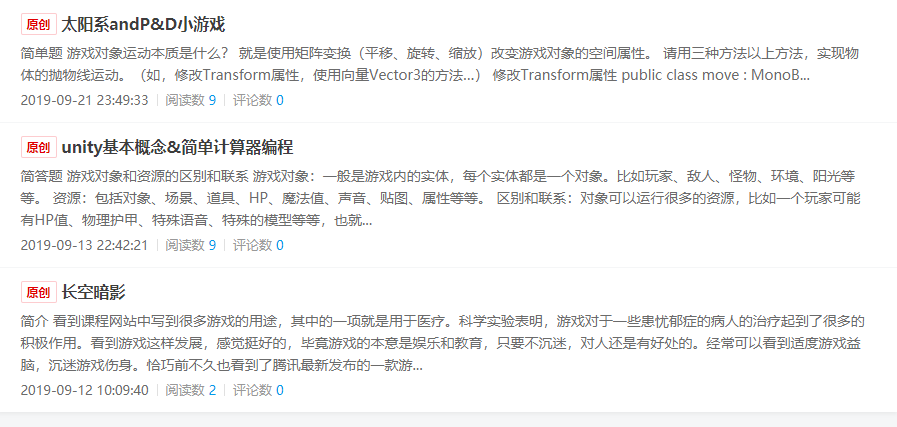 原创 太阳系andP&D小游戏
简单题 游戏对象运动本质是什么？ 就是使用矩阵变换（平移、旋转、缩放）改变游戏对象的空间属性。 请用三种方法以上方法，实现物
体的抛物线运动。（如，修改Transform属性，使用向量Vector3的方法...） 修改Transform属性 public class move : MonoB...
2019-09-21 23:49:33 阅读数 9 评论数 0
原创 unity基本概念&简单计算器编程
简答题 游戏对象和资源的区别和联系 游戏对象：一般是游戏内的实体，每个实体都是一个对象。比如玩家、敌人、怪物、环境、阳光等
等。 资源：包括对象、场景、道具、HP、魔法值、声音、贴图、属性等等。 区别和联系：对象可以运行很多的资源，比如一个玩家可能
有HP值、物理护甲、特殊语音、特殊的模型等等，也就...
2019-09-13 22:42:21 阅读数 9 评论数 0
原创 长空暗影
简介 看到课程网站中写到很多游戏的用途，其中的一项就是用于医疗。科学实验表明，游戏对于一些患忧郁症的病人的治疗起到了很多的
积极作用。看到游戏这样发展，感觉挺好的，毕竟游戏的本意是娱乐和教育，只要不沉迷，对人还是有好处的。经常可以看到适度游戏益
脑，沉迷游戏伤身。恰巧前不久也看到了腾讯最新发布的一款游...
2019-09-12 10:09:40 阅读数 2 评论数 0